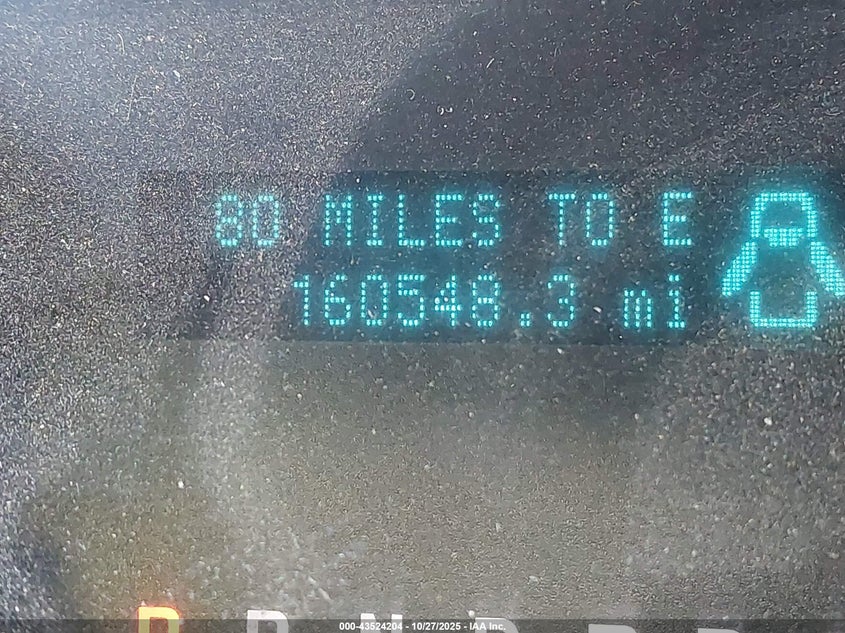 80 MILES TO E
160548.3 mi
P R N
000-43524204 - 10/27/2025 - IAA Inc.